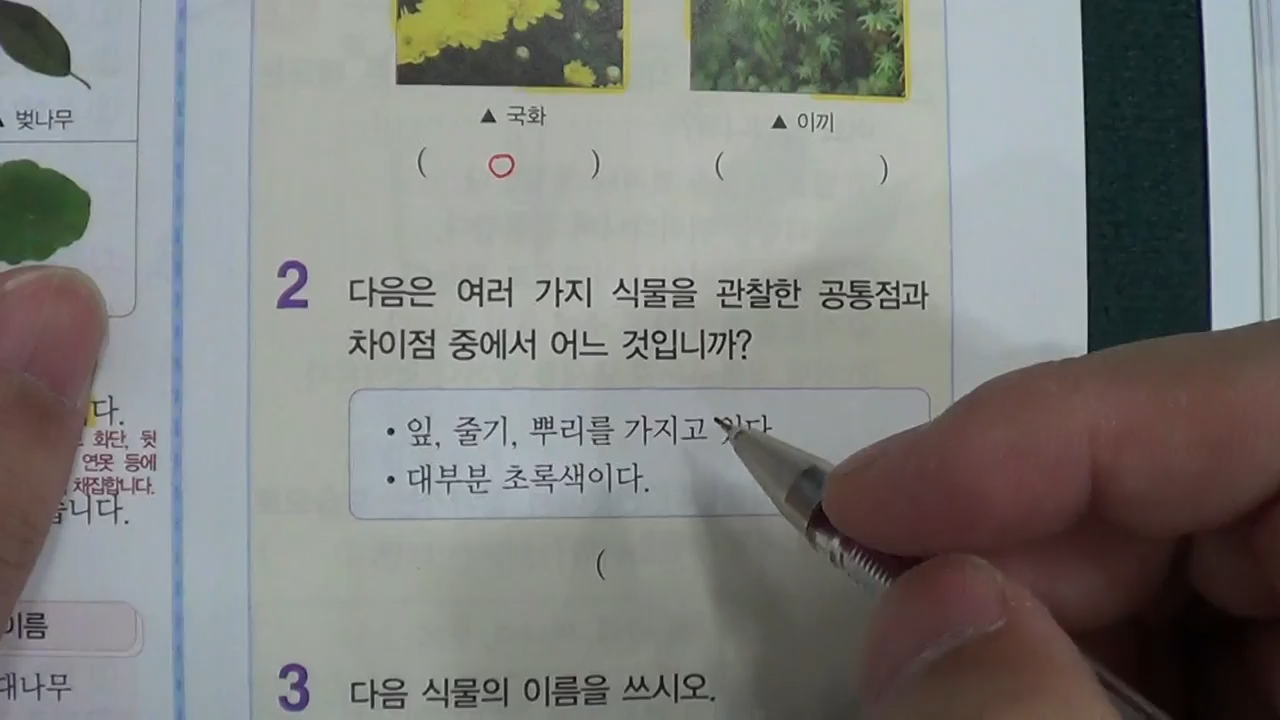 ▲ 벚나무
▲ 국화
▲ 이끼
( ○ )
( )
2 다음은 여러 가지 식물을 관찰한 공통점과
차이점 중에서 어느 것입니까?
• 잎, 줄기, 뿌리를 가지고 있다.
• 대부분 초록색이다.
(
다.
화단, 뒷
연못 등에
채집합니다.
습니다.
이름
대나무
3 다음 식물의 이름을 쓰시오.